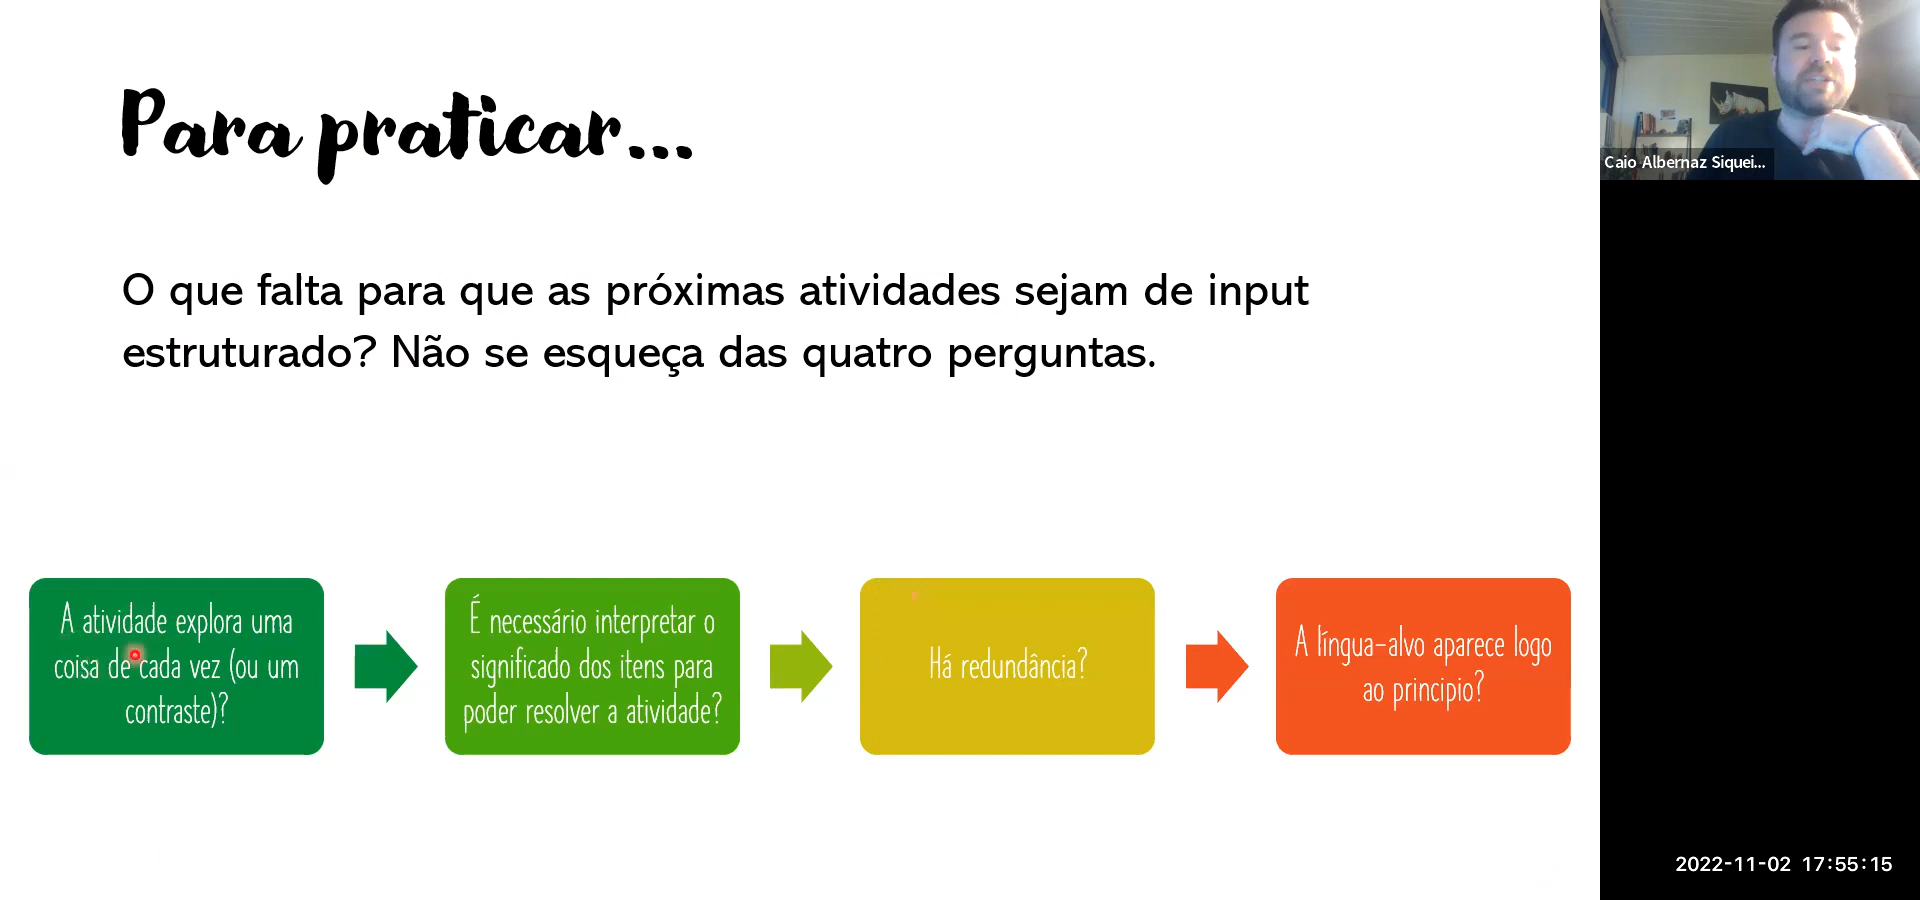 Para praticar...
O que falta para que as próximas atividades sejam de input
estruturado? Não se esqueça das quatro perguntas.
A atividade explora uma
coisa de cada vez (ou um
contraste)?
É necessário interpretar o
significado dos itens para
poder resolver a atividade?
Há redundância?
A língua-alvo aparece logo
ao principio?
Caio Albernaz Siquei...
2022-11-02 17:55:15